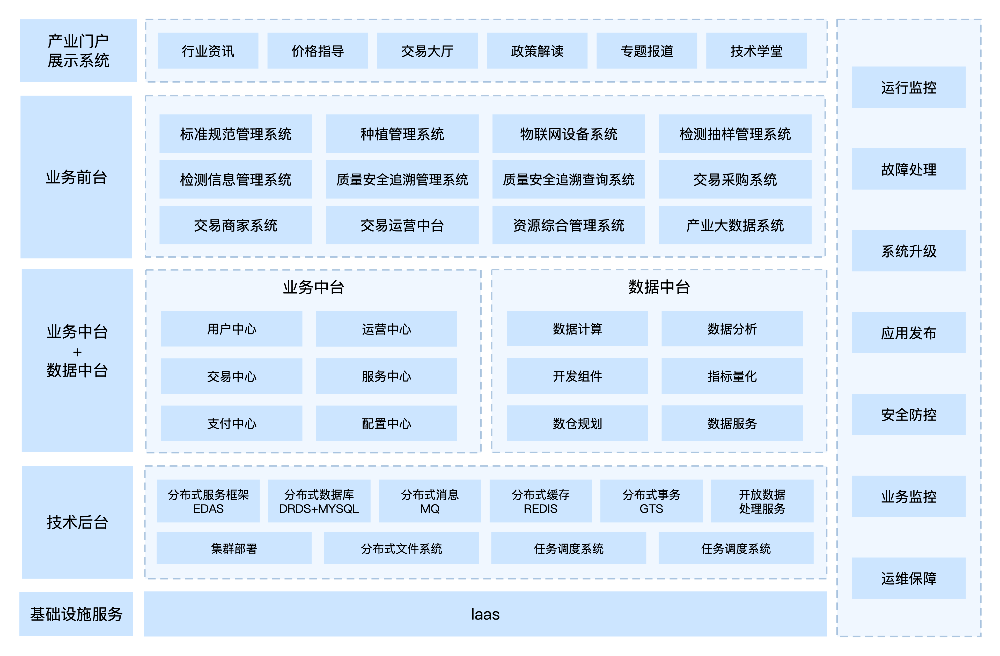 产业门户
展示系统
行业资讯
价格指导
交易大厅
政策解读
专题报道
技术学堂
业务前台
标准规范管理系统
种植管理系统
物联网设备系统
检测抽样管理系统
检测信息管理系统
质量安全追溯管理系统
质量安全追溯查询系统
交易采购系统
交易商家系统
交易运营中台
资源综合管理系统
产业大数据系统
业务中台
+
数据中台
业务中台
用户中心
运营中心
交易中心
服务中心
支付中心
配置中心
数据中台
数据计算
数据分析
开发组件
指标量化
数仓规划
数据服务
技术后台
分布式服务框架
EDAS
分布式数据库
DRDS+MYSQL
分布式消息
MQ
分布式缓存
REDIS
分布式事务
GTS
开放数据
处理服务
集群部署
分布式文件系统
任务调度系统
任务调度系统
基础设施服务
Iaas
运行监控
故障处理
系统升级
应用发布
安全防控
业务监控
运维保障